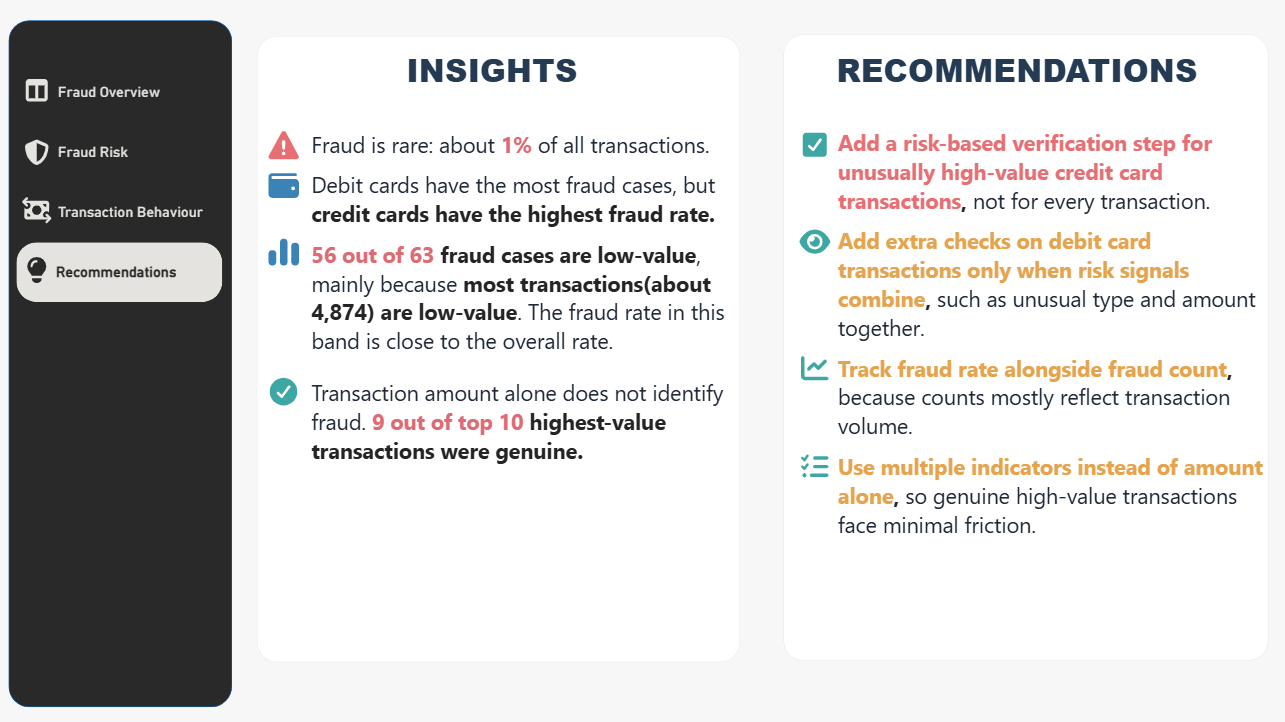 Fraud Overview
Fraud Risk
Transaction Behaviour
Recommendations
INSIGHTS
Fraud is rare: about 1% of all transactions.
Debit cards have the most fraud cases, but
credit cards have the highest fraud rate.
56 out of 63 fraud cases are low-value,
mainly because most transactions(about
4,874) are low-value. The fraud rate in this
band is close to the overall rate.
Transaction amount alone does not identify
fraud. 9 out of top 10 highest-value
transactions were genuine.
RECOMMENDATIONS
Add a risk-based verification step for
unusually high-value credit card
transactions, not for every transaction.
Add extra checks on debit card
transactions only when risk signals
combine, such as unusual type and amount
together.
Track fraud rate alongside fraud count,
because counts mostly reflect transaction
volume.
Use multiple indicators instead of amount
alone, so genuine high-value transactions
face minimal friction.